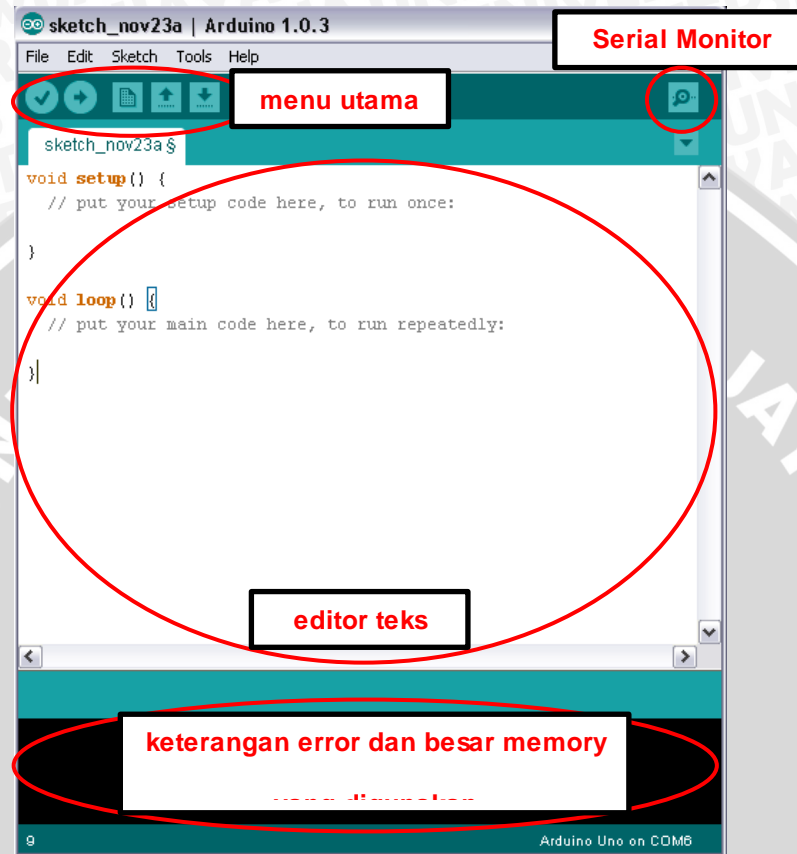 sketch_nov23a | Arduino 1.0.3
Serial Monitor
File Edit Sketch Tools Help
menu utama
sketch_nov23a §
void setup() {
// put your setup code here, to run once:
}
void loop() {
// put your main code here, to run repeatedly:
}
editor teks
keterangan error dan besar memory
yang digunakan
9
Arduino Uno on COM6